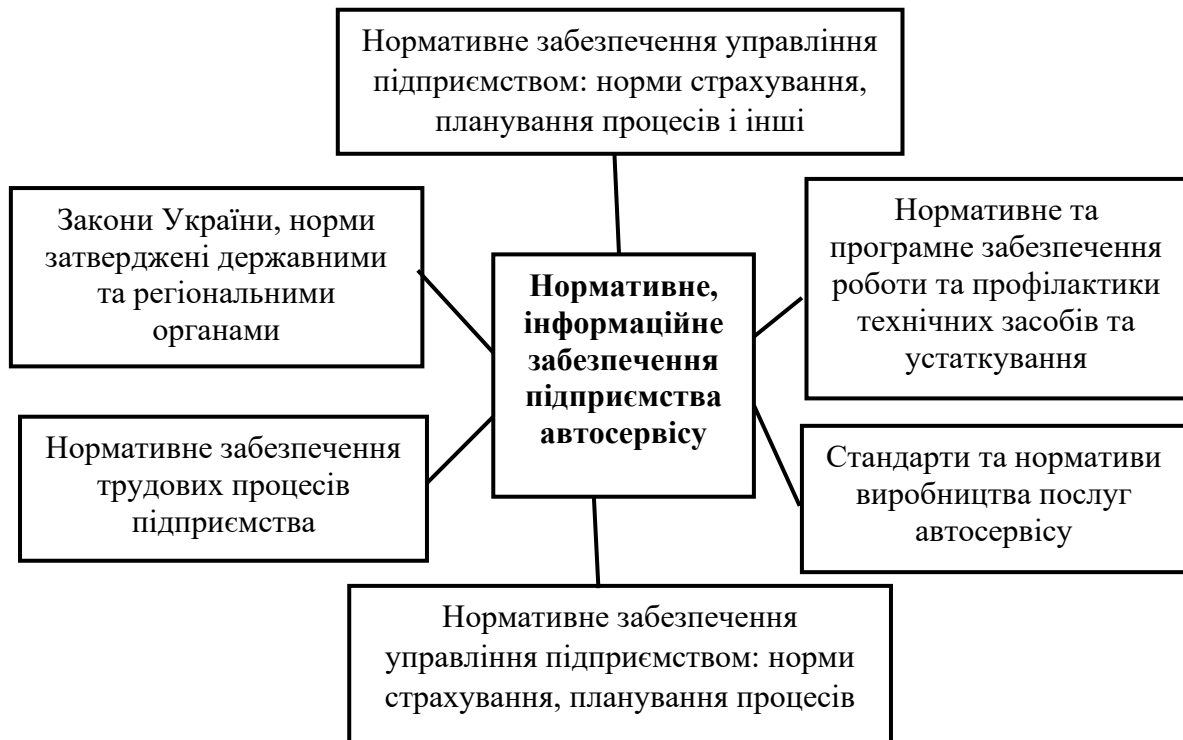 Нормативне забезпечення управління
підприємством: норми страхування,
планування процесів і інші
Закони України, норми
затверджені державними
та регіональними
органами
Нормативне та
програмне забезпечення
роботи та профілактики
технічних засобів та
устаткування
Нормативне,
інформаційне
забезпечення
підприємства
автосервісу
Нормативне забезпечення
трудових процесів
підприємства
Стандарти та нормативи
виробництва послуг
автосервісу
Нормативне забезпечення
управління підприємством: норми
страхування, планування процесів